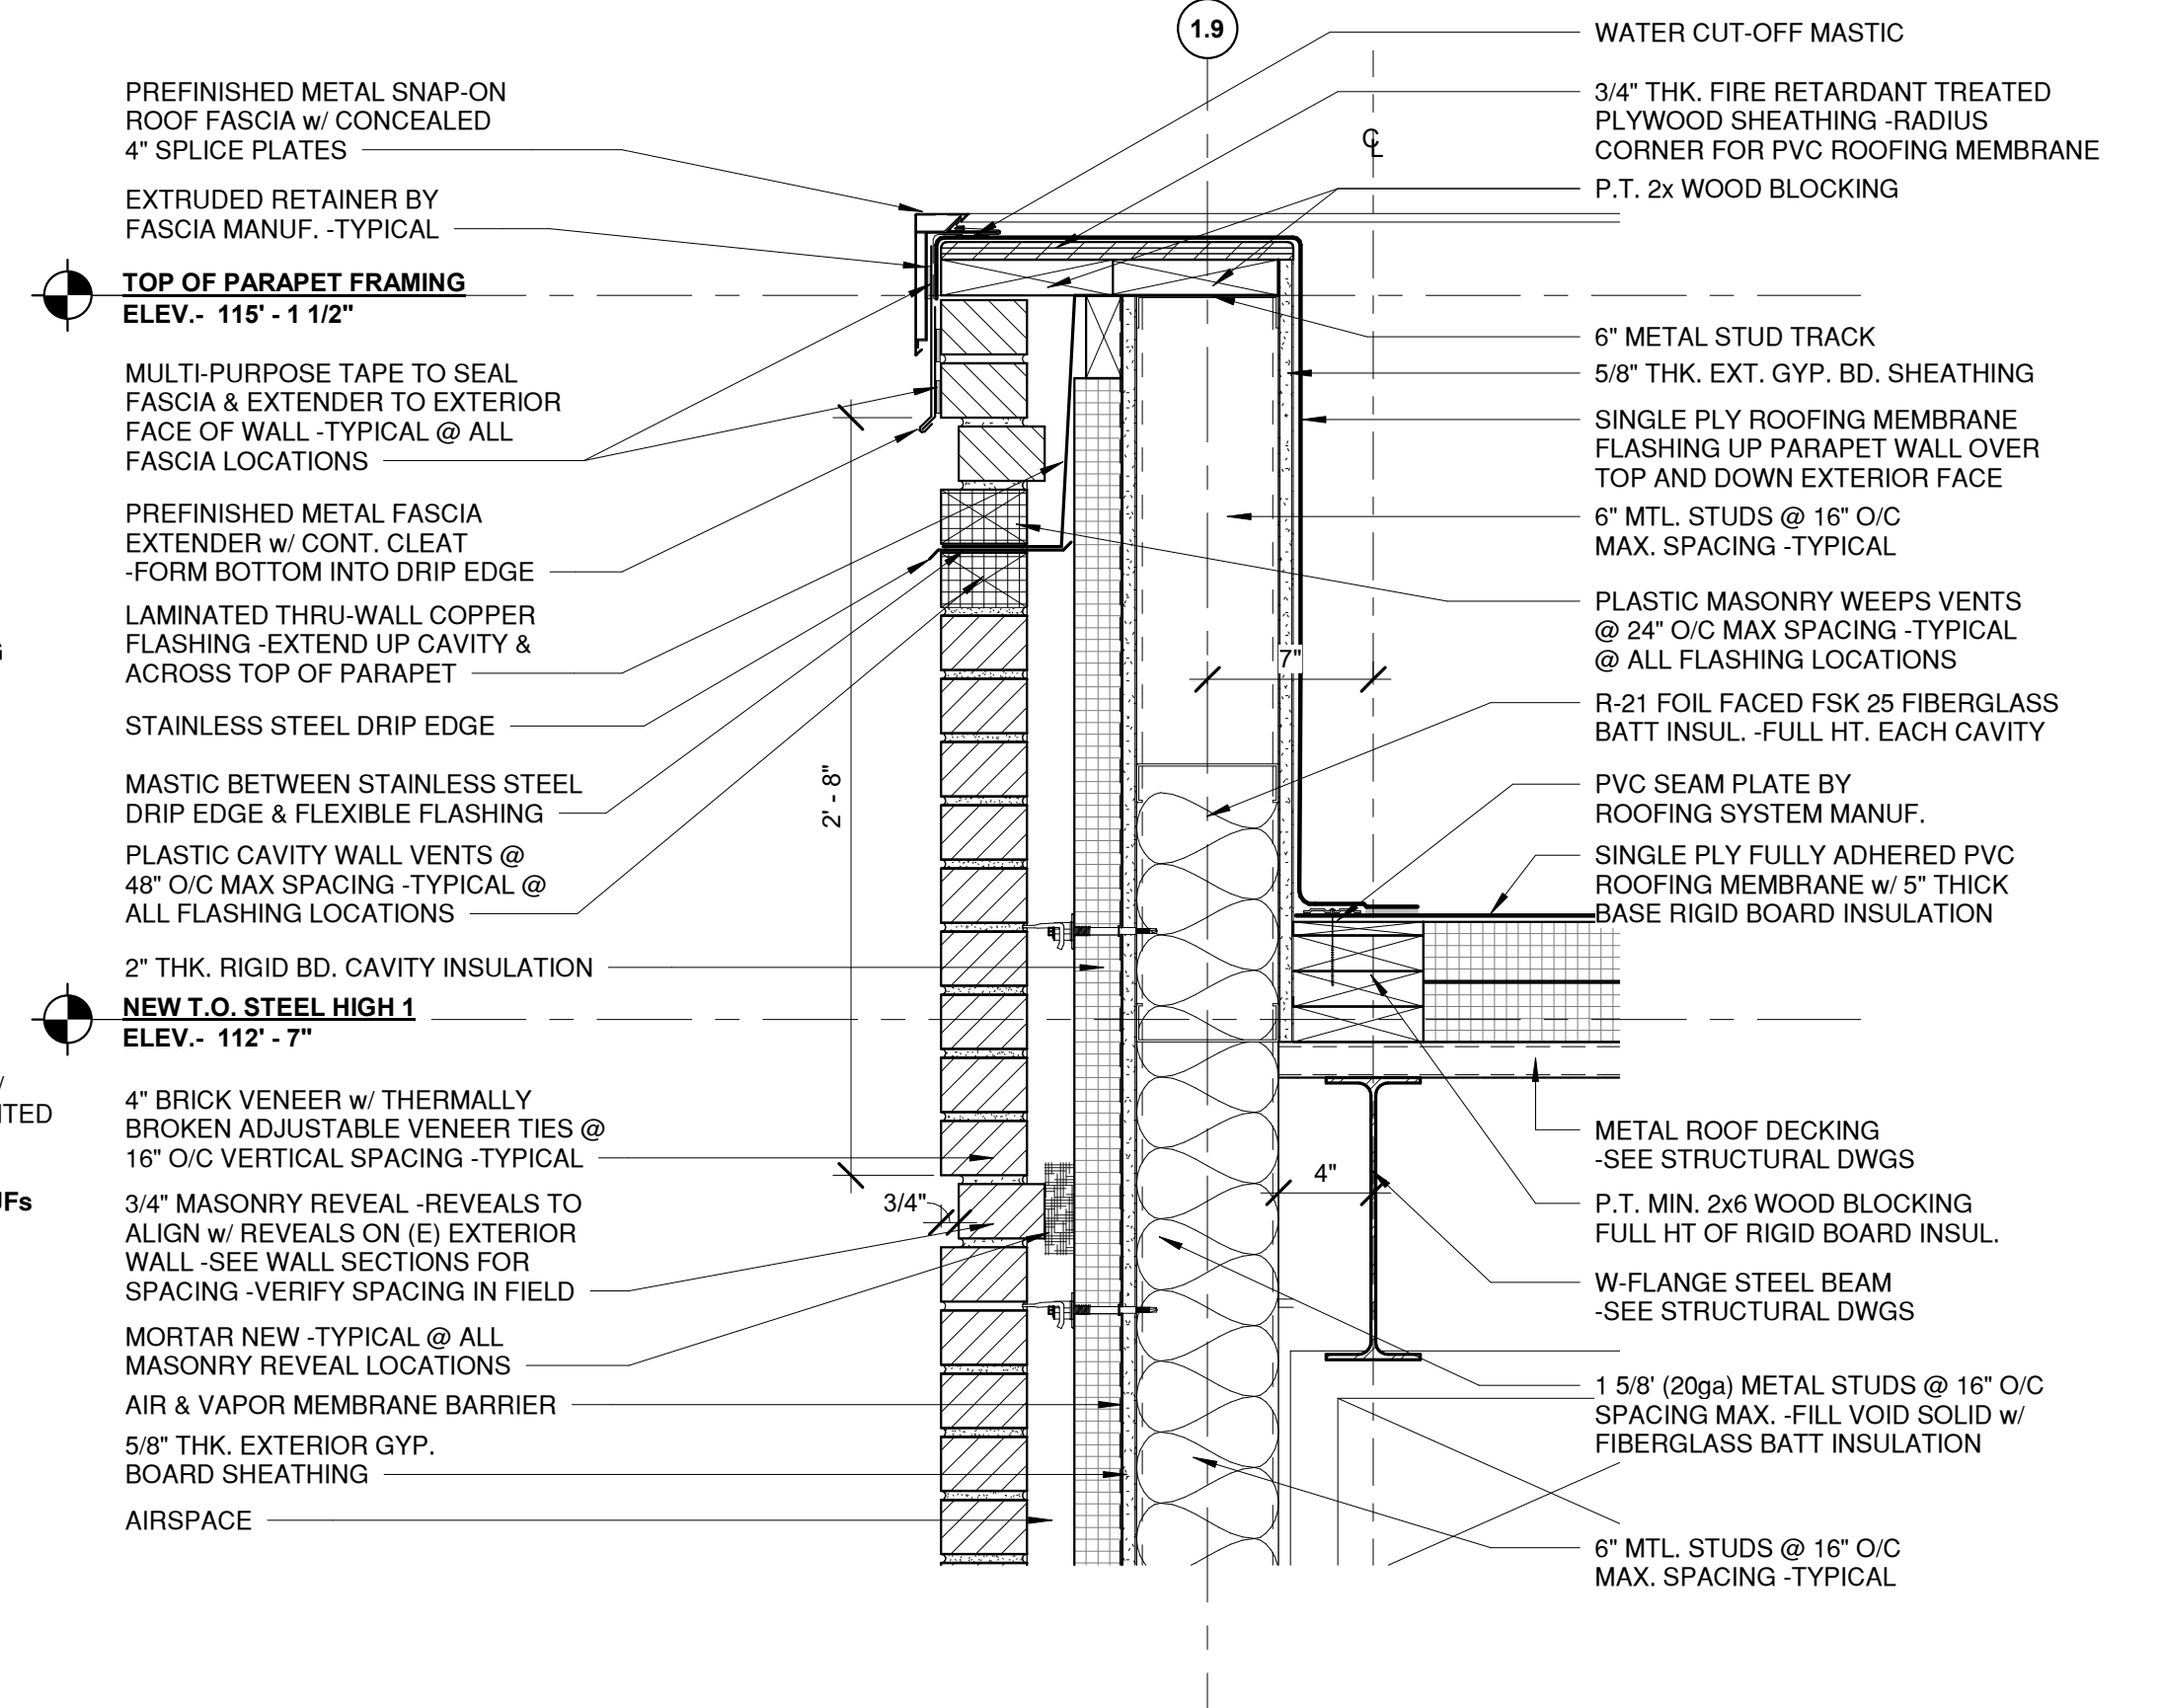 1.9
PREFINISHED METAL SNAP-ON
ROOF FASCIA w/ CONCEALED
4" SPLICE PLATES
EXTRUDED RETAINER BY
FASCIA MANUF. -TYPICAL
TOP OF PARAPET FRAMING
ELEV.- 115' - 1 1/2"
MULTI-PURPOSE TAPE TO SEAL
FASCIA & EXTENDER TO EXTERIOR
FACE OF WALL -TYPICAL @ ALL
FASCIA LOCATIONS
PREFINISHED METAL FASCIA
EXTENDER w/ CONT. CLEAT
-FORM BOTTOM INTO DRIP EDGE
LAMINATED THRU-WALL COPPER
FLASHING -EXTEND UP CAVITY &
ACROSS TOP OF PARAPET
STAINLESS STEEL DRIP EDGE
MASTIC BETWEEN STAINLESS STEEL
DRIP EDGE & FLEXIBLE FLASHING
PLASTIC CAVITY WALL VENTS @
48" O/C MAX SPACING -TYPICAL @
ALL FLASHING LOCATIONS
2" THK. RIGID BD. CAVITY INSULATION
NEW T.O. STEEL HIGH 1
ELEV.- 112' - 7"
4" BRICK VENEER w/ THERMALLY
BROKEN ADJUSTABLE VENEER TIES @
16" O/C VERTICAL SPACING -TYPICAL
3/4" MASONRY REVEAL -REVEALS TO
ALIGN w/ REVEALS ON (E) EXTERIOR
WALL -SEE WALL SECTIONS FOR
SPACING -VERIFY SPACING IN FIELD
MORTAR NEW -TYPICAL @ ALL
MASONRY REVEAL LOCATIONS
AIR & VAPOR MEMBRANE BARRIER
5/8" THK. EXTERIOR GYP.
BOARD SHEATHING
AIRSPACE
2' - 8"
3/4"
7"
4"
CL
WATER CUT-OFF MASTIC
3/4" THK. FIRE RETARDANT TREATED
PLYWOOD SHEATHING -RADIUS
CORNER FOR PVC ROOFING MEMBRANE
P.T. 2x WOOD BLOCKING
6" METAL STUD TRACK
5/8" THK. EXT. GYP. BD. SHEATHING
SINGLE PLY ROOFING MEMBRANE
FLASHING UP PARAPET WALL OVER
TOP AND DOWN EXTERIOR FACE
6" MTL. STUDS @ 16" O/C
MAX. SPACING -TYPICAL
PLASTIC MASONRY WEEPS VENTS
@ 24" O/C MAX SPACING -TYPICAL
@ ALL FLASHING LOCATIONS
R-21 FOIL FACED FSK 25 FIBERGLASS
BATT INSUL. -FULL HT. EACH CAVITY
PVC SEAM PLATE BY
ROOFING SYSTEM MANUF.
SINGLE PLY FULLY ADHERED PVC
ROOFING MEMBRANE w/ 5" THICK
BASE RIGID BOARD INSULATION
METAL ROOF DECKING
-SEE STRUCTURAL DWGS
P.T. MIN. 2x6 WOOD BLOCKING
FULL HT OF RIGID BOARD INSUL.
W-FLANGE STEEL BEAM
-SEE STRUCTURAL DWGS
1 5/8' (20ga) METAL STUDS @ 16" O/C
SPACING MAX. -FILL VOID SOLID w/
FIBERGLASS BATT INSULATION
6" MTL. STUDS @ 16" O/C
MAX. SPACING -TYPICAL